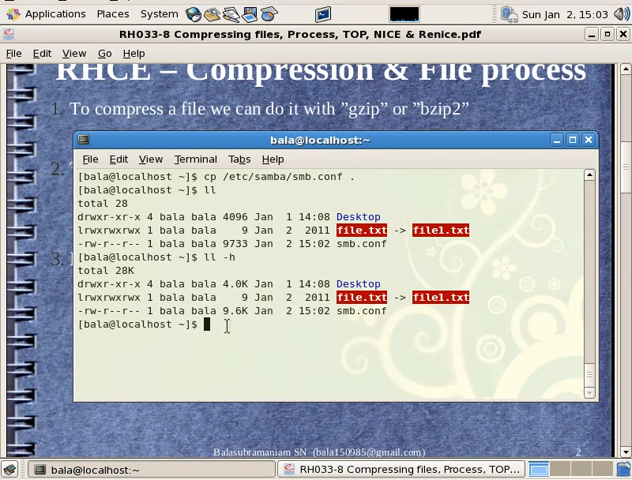 Applications Places System
Sun Jan 2, 15:03
RH033-8 Compressing files, Process, TOP, NICE & Renice.pdf
File Edit View Go Help
RHCE – Compression & File process
1. To compress a file we can do it with ”gzip” or ”bzip2”
2.
3.
bala@localhost:~
File Edit View Terminal Tabs Help
[bala@localhost ~]$ cp /etc/samba/smb.conf .
[bala@localhost ~]$ ll
total 28
drwxr-xr-x 4 bala bala 4096 Jan  1 14:08 Desktop
lrwxrwxrwx 1 bala bala    9 Jan  2  2011 file.txt -> file1.txt
-rw-r--r-- 1 bala bala 9733 Jan  2 15:02 smb.conf
[bala@localhost ~]$ ll -h
total 28K
drwxr-xr-x 4 bala bala 4.0K Jan  1 14:08 Desktop
lrwxrwxrwx 1 bala bala    9 Jan  2  2011 file.txt -> file1.txt
-rw-r--r-- 1 bala bala 9.6K Jan  2 15:02 smb.conf
[bala@localhost ~]$
Balasubramaniam SN (bala150985@gmail.com)
2
bala@localhost:~
RH033-8 Compressing files, Process, TOP...